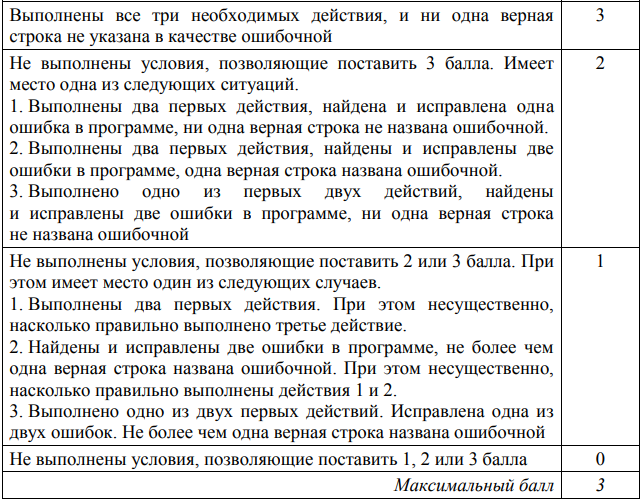 Выполнены все три необходимых действия, и ни одна верная 3
строка не указана в качестве ошибочной
Не выполнены условия, позволяющие поставить 3 балла. Имеет 2
место одна из следующих ситуаций.
1. Выполнены два первых действия, найдена и исправлена одна
ошибка в программе, ни одна верная строка не названа ошибочной.
2. Выполнены два первых действия, найдены и исправлены две
ошибки в программе, одна верная строка названа ошибочной.
3. Выполнено одно из первых двух действий, найдены
и исправлены две ошибки в программе, ни одна верная строка
не названа ошибочной
Не выполнены условия, позволяющие поставить 2 или 3 балла. При 1
этом имеет место один из следующих случаев.
1. Выполнены два первых действия. При этом несущественно,
насколько правильно выполнено третье действие.
2. Найдены и исправлены две ошибки в программе, не более чем
одна верная строка названа ошибочной. При этом несущественно,
насколько правильно выполнены действия 1 и 2.
3. Выполнено одно из двух первых действий. Исправлена одна из
двух ошибок. Не более чем одна верная строка названа ошибочной
Не выполнены условия, позволяющие поставить 1, 2 или 3 балла 0
Максимальный балл 3